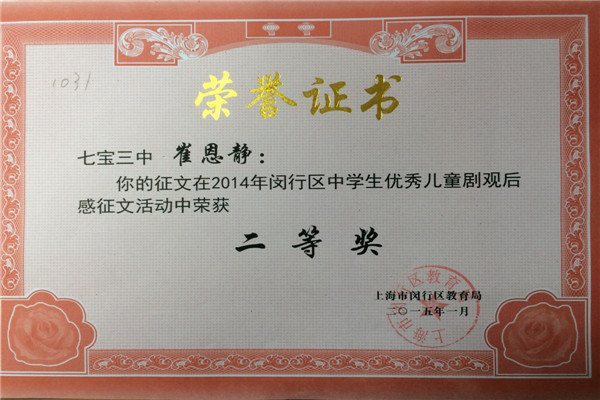 1031
荣誉证书
七宝三中 崔恩静：
你的征文在2014年闵行区中学生优秀儿童剧观后
感征文活动中荣获
二等奖
上海市闵行区教育局
二〇一五年一月
上海市闵行区教育局